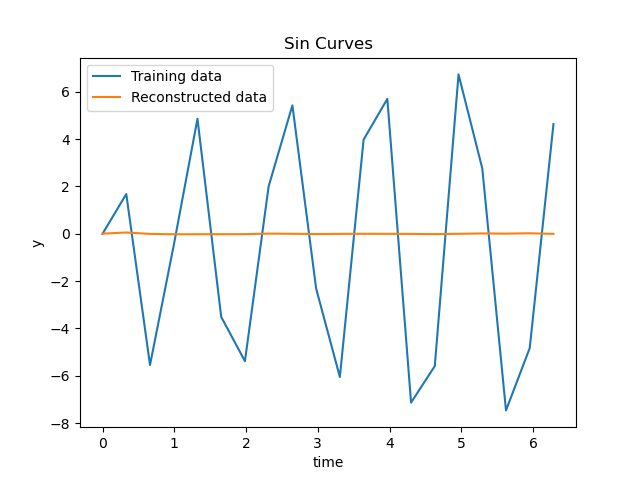 Sin Curves
Training data
Reconstructed data
6
4
2
0
−2
−4
−6
−8
y
0 1 2 3 4 5 6
time